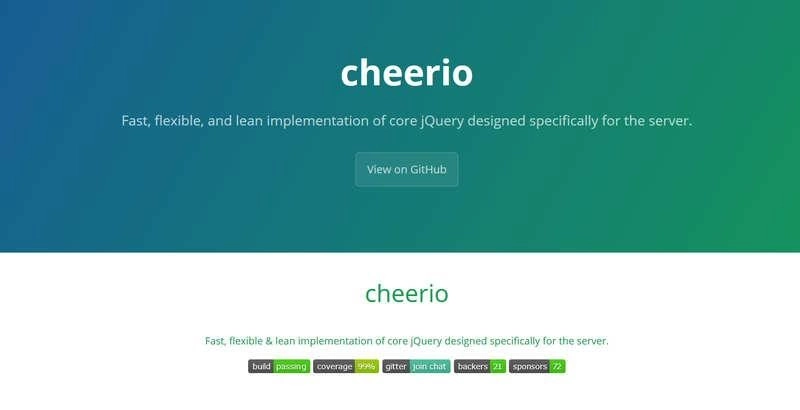 cheerio
Fast, flexible, and lean implementation of core jQuery designed specifically for the server.
View on GitHub
cheerio
Fast, flexible & lean implementation of core jQuery designed specifically for the server.
build passing coverage 99% gitter join chat backers 21 sponsors 72